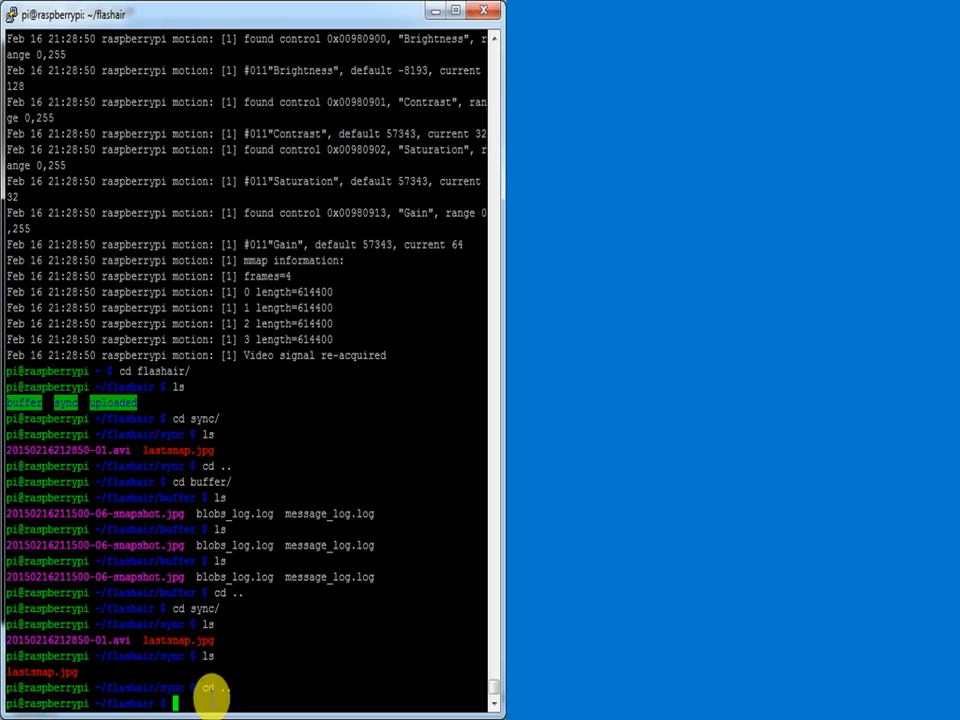 pi@raspberrypi: ~/flashair
Feb 16 21:28:50 raspberrypi motion: [1] found control 0x00980900, "Brightness", r
ange 0,255
Feb 16 21:28:50 raspberrypi motion: [1] #011"Brightness", default -8193, current
128
Feb 16 21:28:50 raspberrypi motion: [1] found control 0x00980901, "Contrast", ran
ge 0,255
Feb 16 21:28:50 raspberrypi motion: [1] #011"Contrast", default 57343, current 32
Feb 16 21:28:50 raspberrypi motion: [1] found control 0x00980902, "Saturation", r
ange 0,255
Feb 16 21:28:50 raspberrypi motion: [1] #011"Saturation", default 57343, current
32
Feb 16 21:28:50 raspberrypi motion: [1] found control 0x00980913, "Gain", range 0
,255
Feb 16 21:28:50 raspberrypi motion: [1] #011"Gain", default 57343, current 64
Feb 16 21:28:50 raspberrypi motion: [1] mmap information:
Feb 16 21:28:50 raspberrypi motion: [1] frames=4
Feb 16 21:28:50 raspberrypi motion: [1] 0 length=614400
Feb 16 21:28:50 raspberrypi motion: [1] 1 length=614400
Feb 16 21:28:50 raspberrypi motion: [1] 2 length=614400
Feb 16 21:28:50 raspberrypi motion: [1] 3 length=614400
Feb 16 21:28:50 raspberrypi motion: [1] Video signal re-acquired
pi@raspberrypi ~ $ cd flashair/
pi@raspberrypi ~/flashair $ ls
buffer sync uploaded
pi@raspberrypi ~/flashair $ cd sync/
pi@raspberrypi ~/flashair/sync $ ls
20150216212850-01.avi lastsnap.jpg
pi@raspberrypi ~/flashair/sync $ cd ..
pi@raspberrypi ~/flashair $ cd buffer/
pi@raspberrypi ~/flashair/buffer $ ls
20150216211500-06-snapshot.jpg blobs_log.log message_log.log
pi@raspberrypi ~/flashair/buffer $ ls
20150216211500-06-snapshot.jpg blobs_log.log message_log.log
pi@raspberrypi ~/flashair/buffer $ ls
20150216211500-06-snapshot.jpg blobs_log.log message_log.log
pi@raspberrypi ~/flashair/buffer $ cd ..
pi@raspberrypi ~/flashair $ cd sync/
pi@raspberrypi ~/flashair/sync $ ls
20150216212850-01.avi lastsnap.jpg
pi@raspberrypi ~/flashair/sync $ ls
lastsnap.jpg
pi@raspberrypi ~/flashair/sync $ cd ..
pi@raspberrypi ~/flashair $